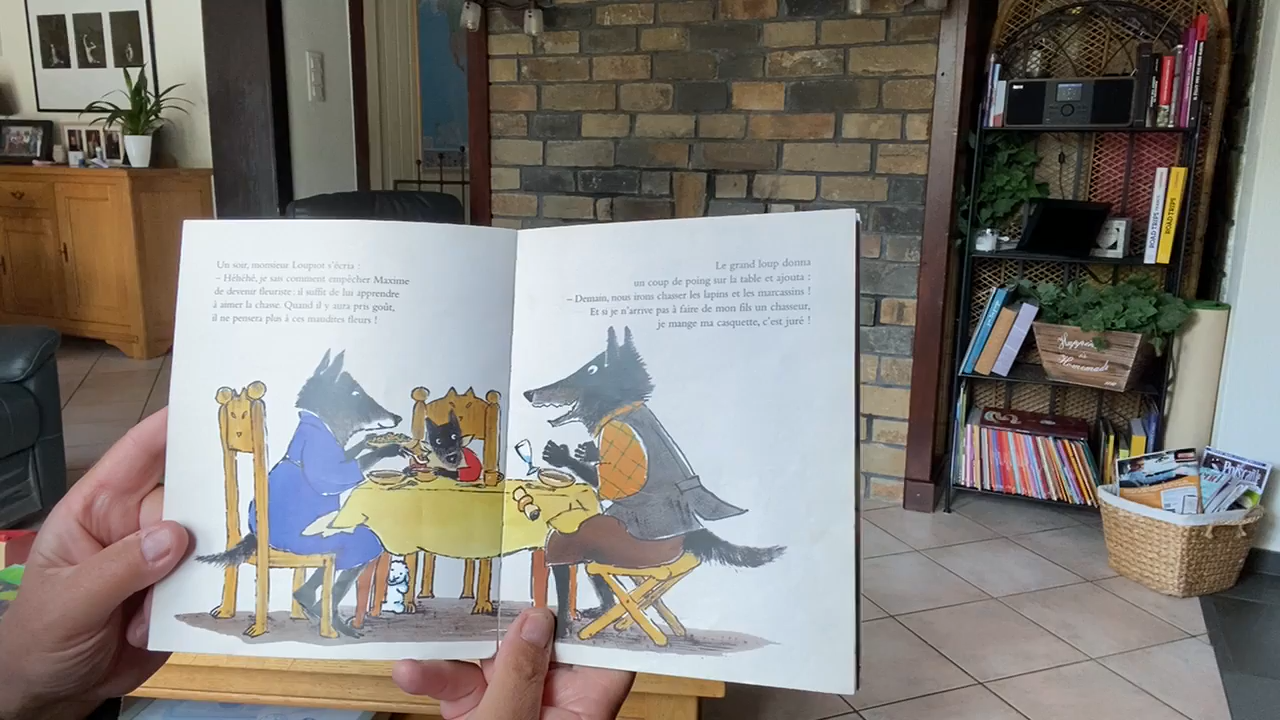 Un soir, monsieur Loupiot s'écria :
– Héhéhé, je sais comment empêcher Maxime
de devenir fleuriste : il suffit de lui apprendre
à aimer la chasse. Quand il y aura pris goût,
il ne pensera plus à ces maudites fleurs !
Le grand loup donna
un coup de poing sur la table et ajouta :
– Demain, nous irons chasser les lapins et les marcassins !
Et si je n'arrive pas à faire de mon fils un chasseur,
je mange ma casquette, c'est juré !
ROAD TRIPS
ROAD TRIPS
Happiness
is
Homemade